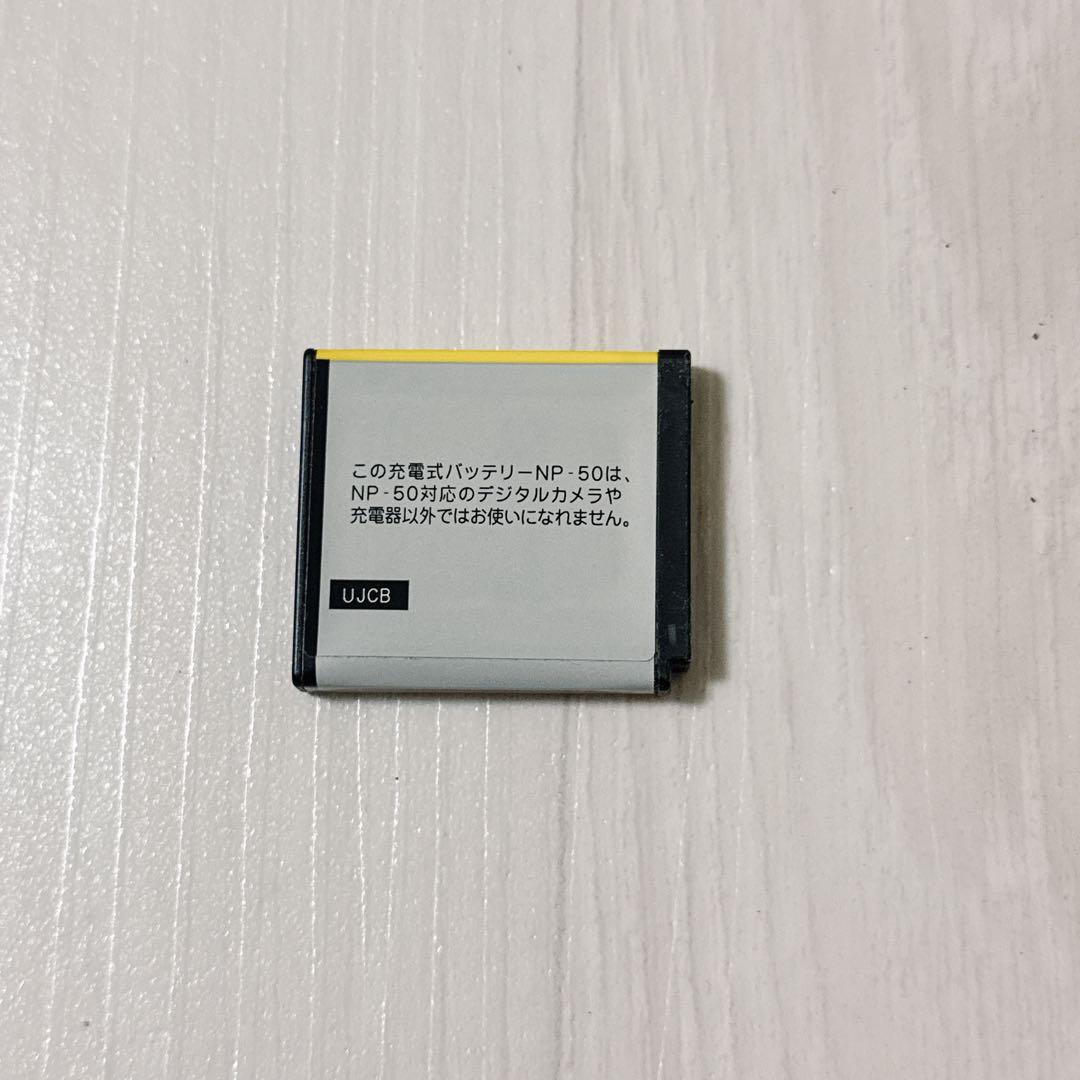 この充電式バッテリーNP-50は、
NP-50対応のデジタルカメラや
充電器以外ではお使いになれません。
UJCB